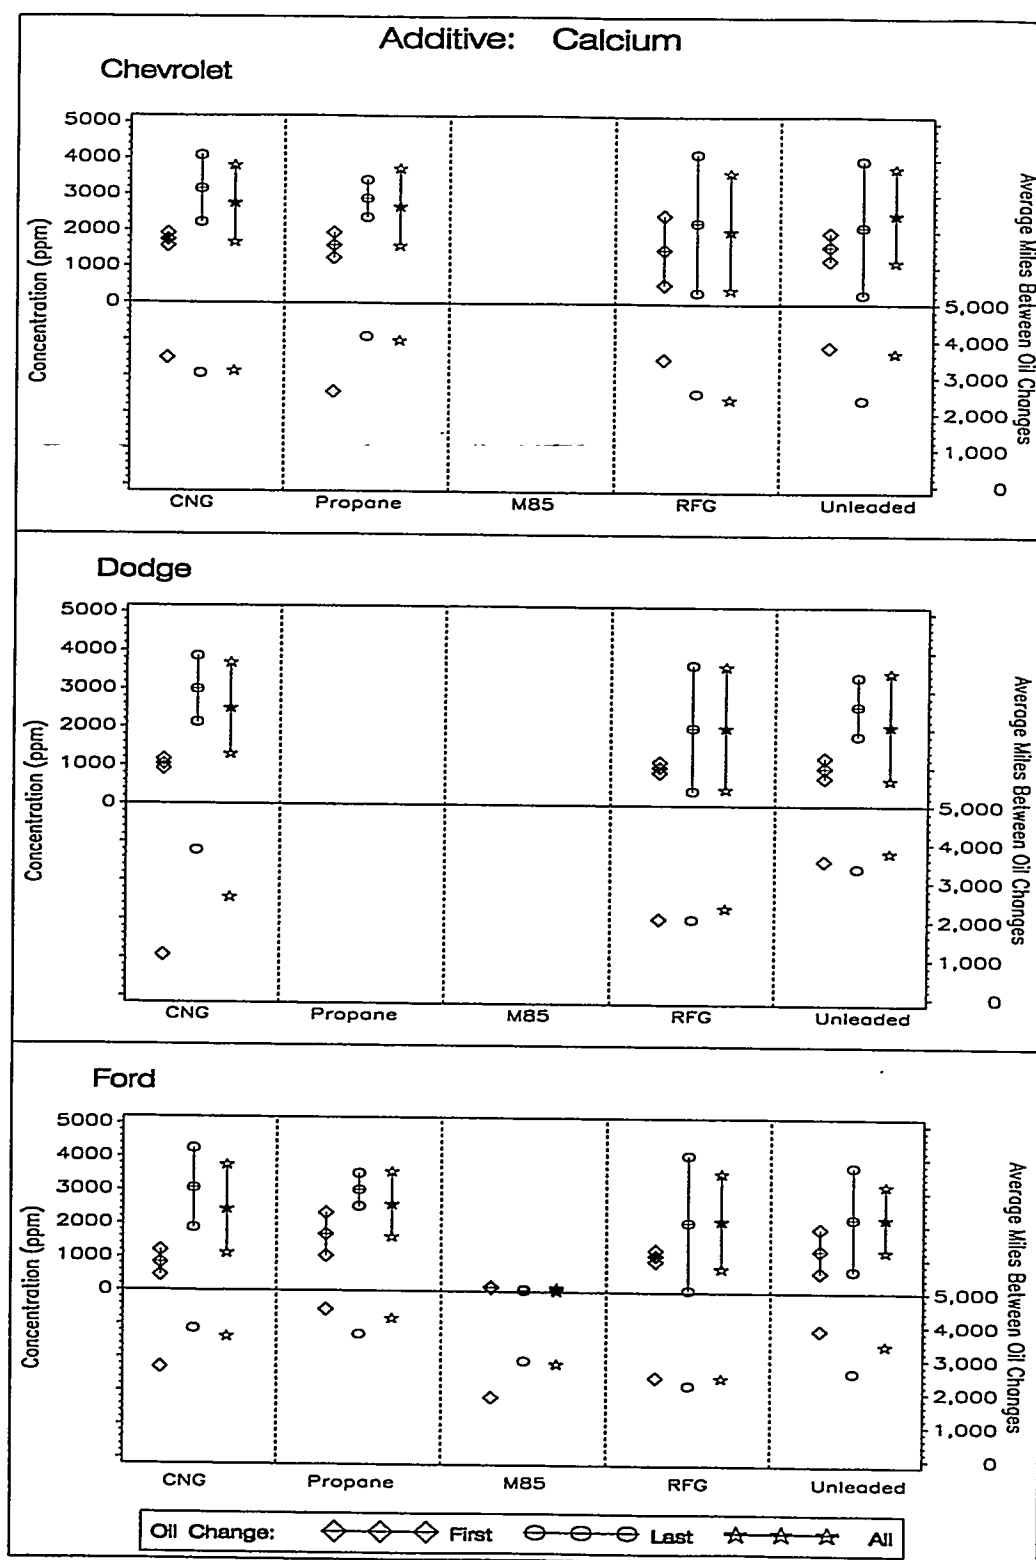 Additive: Calcium
Chevrolet
5000
4000
3000
2000
1000
0
Concentration (ppm)
5,000
4,000
3,000
2,000
1,000
0
Average Miles Between Oil Changes
CNG Propane M85 RFG Unleaded
Dodge
5000
4000
3000
2000
1000
0
Concentration (ppm)
5,000
4,000
3,000
2,000
1,000
0
Average Miles Between Oil Changes
CNG Propane M85 RFG Unleaded
Ford
5000
4000
3000
2000
1000
0
Concentration (ppm)
5,000
4,000
3,000
2,000
1,000
0
Average Miles Between Oil Changes
CNG Propane M85 RFG Unleaded
Oil Change: First Last All